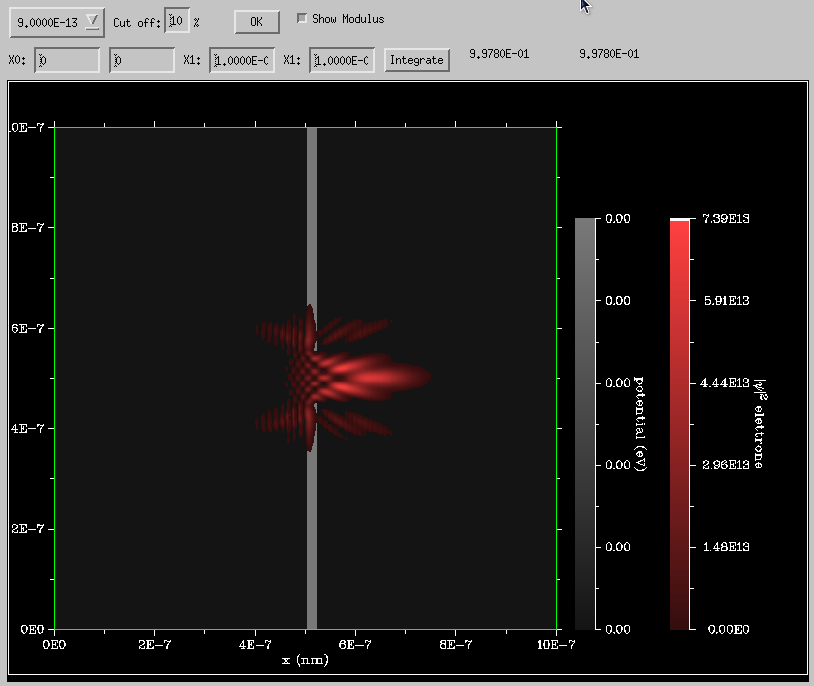 9.0000E-13 Cut off: 10 % OK Show Modulus
X0: 0 0 X1: 1.0000E-0 X1: 1.0000E-0 Integrate 9.9780E-01 9.9780E-01
.0E-7
8E-7
6E-7
4E-7
2E-7
0E0
0E0 2E-7 4E-7 6E-7 8E-7 10E-7
x (nm)
0.00
0.00
0.00
0.00
0.00
0.00
potential (eV)
7.39E13
5.91E13
4.44E13
2.96E13
1.48E13
0.00E0
|ψ|² elettrone